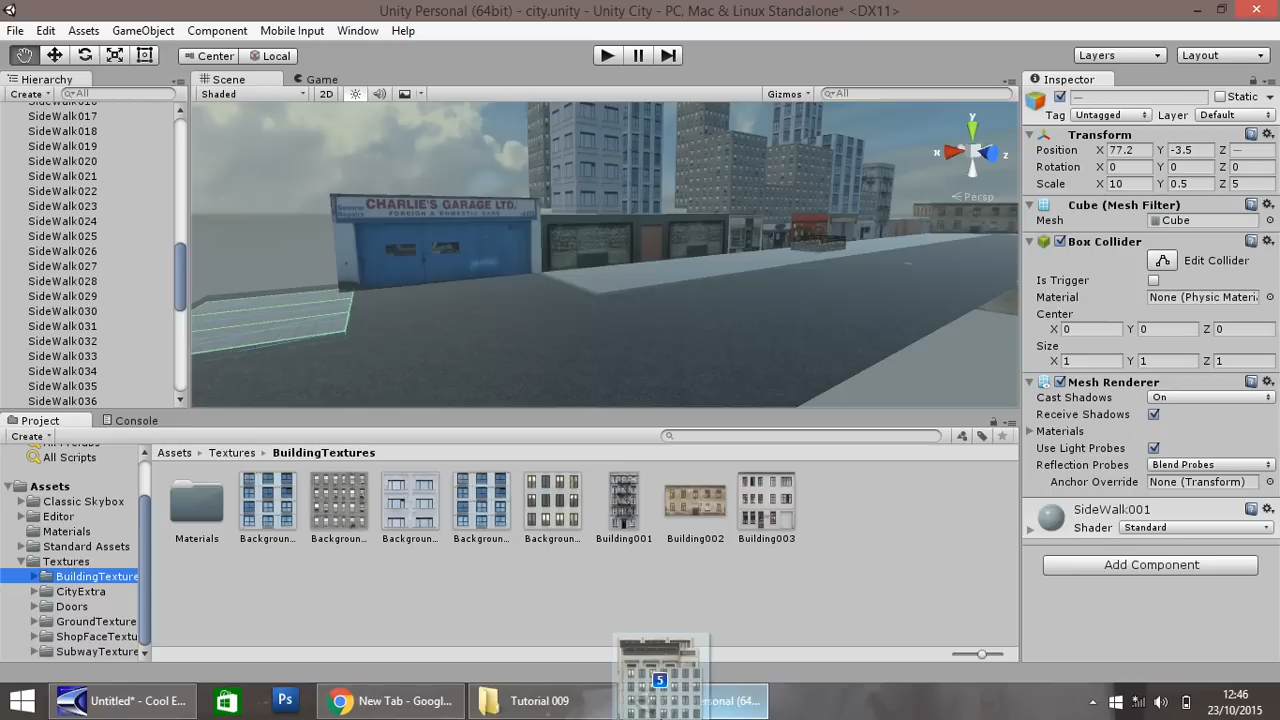 Unity Personal (64bit) - city.unity - Unity City - PC, Mac & Linux Standalone* <DX11>
File Edit Assets GameObject Component Mobile Input Window Help
Center Local Layers Layout
Hierarchy
Create All
SideWalk017
SideWalk018
SideWalk019
SideWalk020
SideWalk021
SideWalk022
SideWalk023
SideWalk024
SideWalk025
SideWalk026
SideWalk027
SideWalk028
SideWalk029
SideWalk030
SideWalk031
SideWalk032
SideWalk033
SideWalk034
SideWalk035
SideWalk036
Scene Game
Shaded 2D Gizmos All
CHARLIE'S GARAGE LTD.
FOREIGN & DOMESTIC CARS
y
x
z
Persp
Inspector
— Static
Tag Untagged Layer Default
Transform
Position X 77.2 Y -3.5 Z —
Rotation X 0 Y 0 Z 0
Scale X 10 Y 0.5 Z 5
Cube (Mesh Filter)
Mesh Cube
Box Collider
Edit Collider
Is Trigger
Material None (Physic Materi
Center
X 0 Y 0 Z 0
Size
X 1 Y 1 Z 1
Mesh Renderer
Cast Shadows On
Receive Shadows
Materials
Use Light Probes
Reflection Probes Blend Probes
Anchor Override None (Transform)
SideWalk001
Shader Standard
Add Component
Project Console
Create
All Prefabs
All Scripts
Assets
Classic Skybox
Editor
Materials
Standard Assets
Textures
BuildingTexture
CityExtra
Doors
GroundTexture
ShopFaceTextu
SubwayTexture
Assets Textures BuildingTextures
Materials Backgroun... Backgroun... Backgroun... Backgroun... Backgroun... Building001 Building002 Building003
5
Untitled* - Cool E... Ps New Tab - Googl... Tutorial 009 ersonal (64...
12:46
23/10/2015